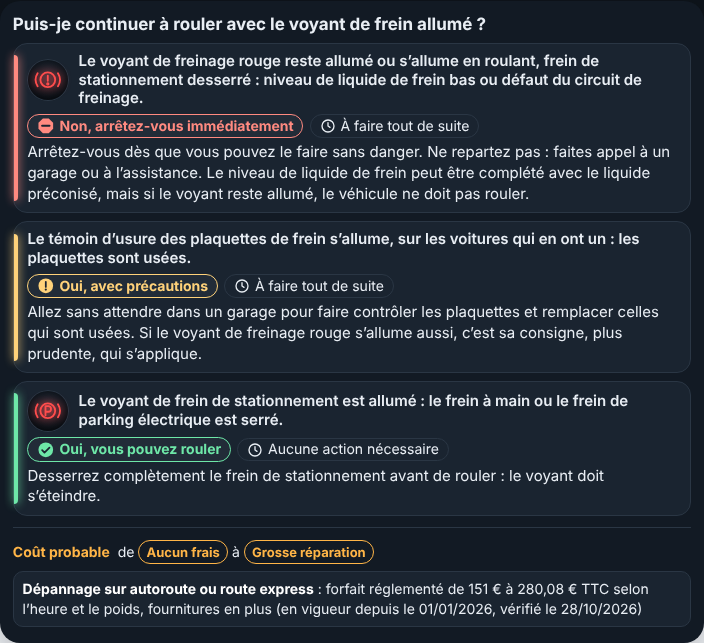 Puis-je continuer à rouler avec le voyant de frein allumé ?
Le voyant de freinage rouge reste allumé ou s’allume en roulant, frein de
stationnement desserré : niveau de liquide de frein bas ou défaut du circuit de
freinage.
Non, arrêtez-vous immédiatement À faire tout de suite
Arrêtez-vous dès que vous pouvez le faire sans danger. Ne repartez pas : faites appel à un
garage ou à l’assistance. Le niveau de liquide de frein peut être complété avec le liquide
préconisé, mais si le voyant reste allumé, le véhicule ne doit pas rouler.
Le témoin d’usure des plaquettes de frein s’allume, sur les voitures qui en ont un : les
plaquettes sont usées.
Oui, avec précautions À faire tout de suite
Allez sans attendre dans un garage pour faire contrôler les plaquettes et remplacer celles
qui sont usées. Si le voyant de freinage rouge s’allume aussi, c’est sa consigne, plus
prudente, qui s’applique.
P
Le voyant de frein de stationnement est allumé : le frein à main ou le frein de
parking électrique est serré.
Oui, vous pouvez rouler Aucune action nécessaire
Desserrez complètement le frein de stationnement avant de rouler : le voyant doit
s’éteindre.
Coût probable de Aucun frais à Grosse réparation
Dépannage sur autoroute ou route express : forfait réglementé de 151 € à 280,08 € TTC selon
l’heure et le poids, fournitures en plus (en vigueur depuis le 01/01/2026, vérifié le 28/10/2026)